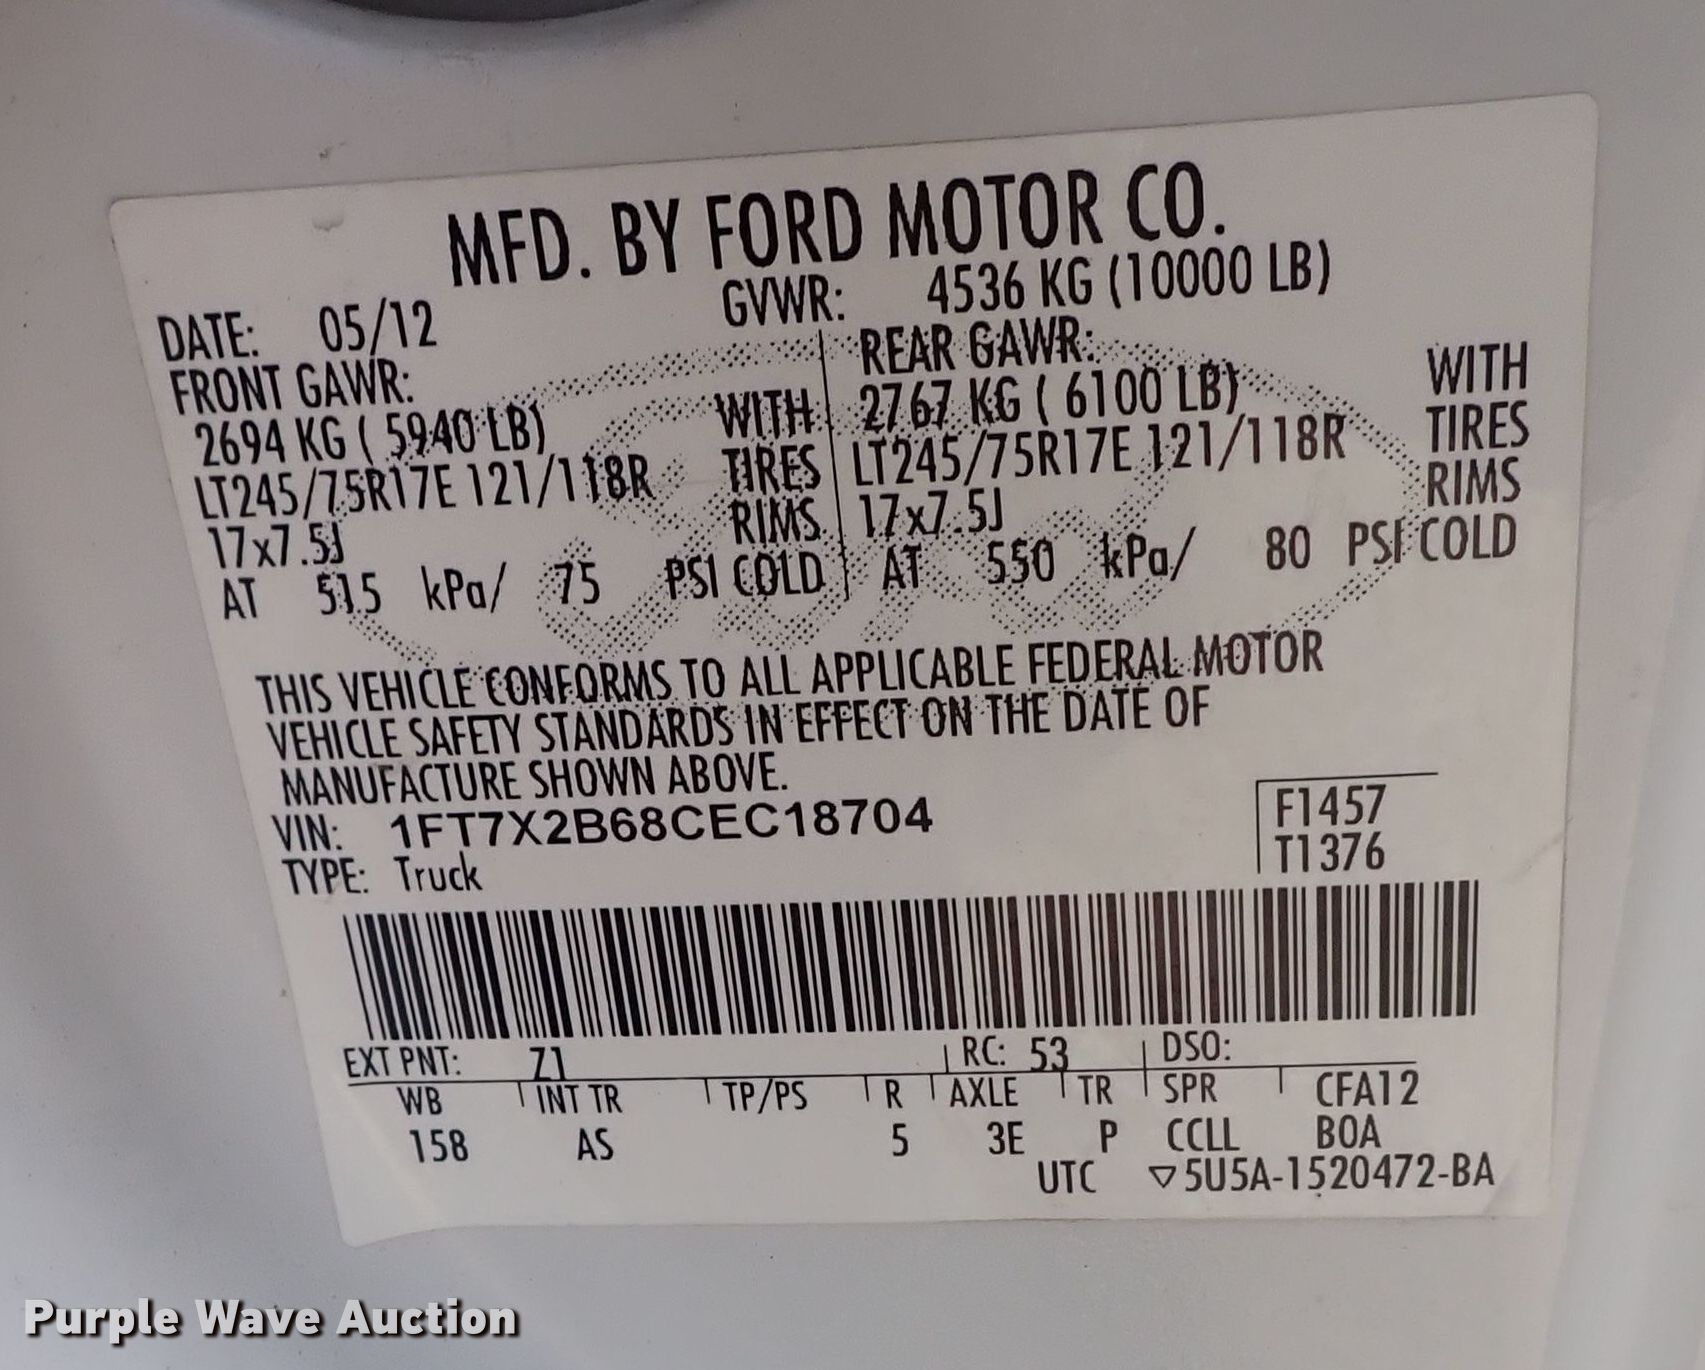 MFD. BY FORD MOTOR CO.
DATE: 05/12 GVWR: 4536 KG (10000 LB)
FRONT GAWR: REAR GAWR:
2694 KG ( 5940 LB) WITH 2767 KG ( 6100 LB) WITH
LT245/75R17E 121/118R TIRES LT245/75R17E 121/118R TIRES
17x7.5J RIMS 17x7.5J RIMS
AT 515 kPa/ 75 PSI COLD AT 550 kPa/ 80 PSI COLD
THIS VEHICLE CONFORMS TO ALL APPLICABLE FEDERAL MOTOR
VEHICLE SAFETY STANDARDS IN EFFECT ON THE DATE OF
MANUFACTURE SHOWN ABOVE.
VIN: 1FT7X2B68CEC18704 F1457
TYPE: Truck T1376
EXT PNT: Z1 RC: 53 DSO:
WB INT TR TP/PS R AXLE TR SPR CFA12
158 AS 5 3E P CCLL BOA
UTC ▽5U5A-1520472-BA
Purple Wave Auction